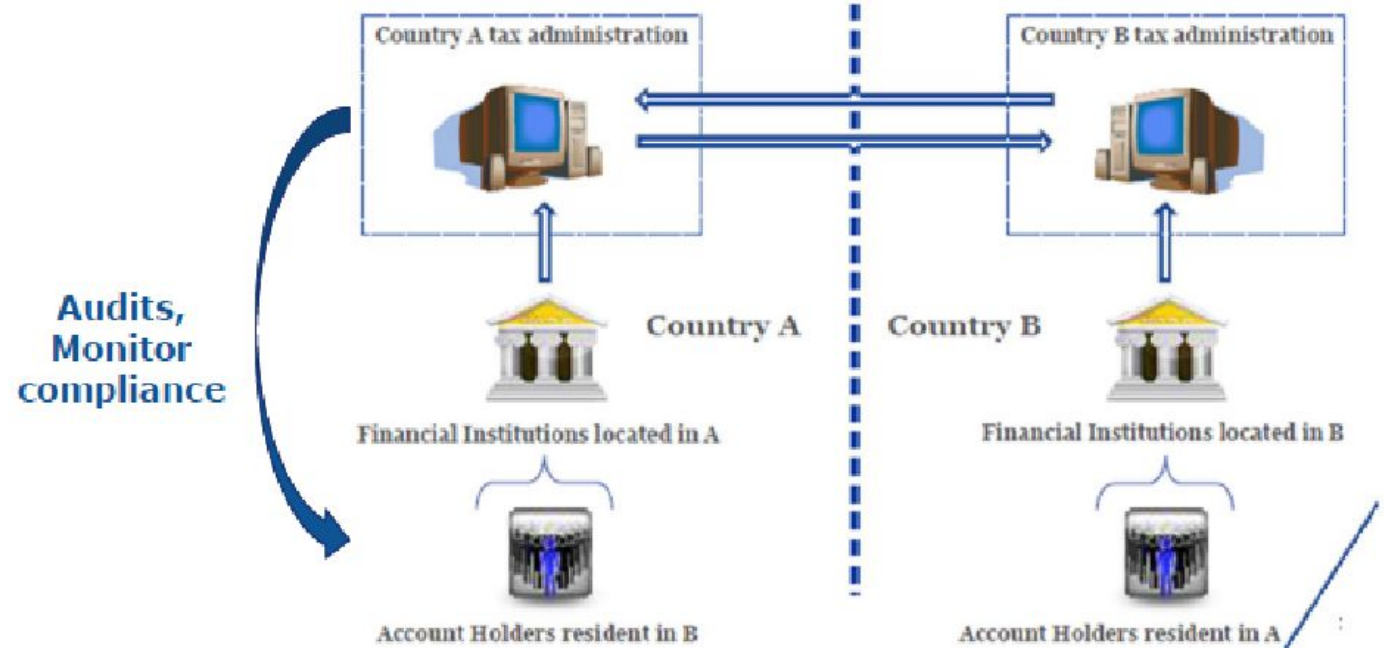 Country A tax administration
Country B tax administration
Audits,
Monitor
compliance
Country A
Country B
Financial Institutions located in A
Financial Institutions located in B
Account Holders resident in B
Account Holders resident in A